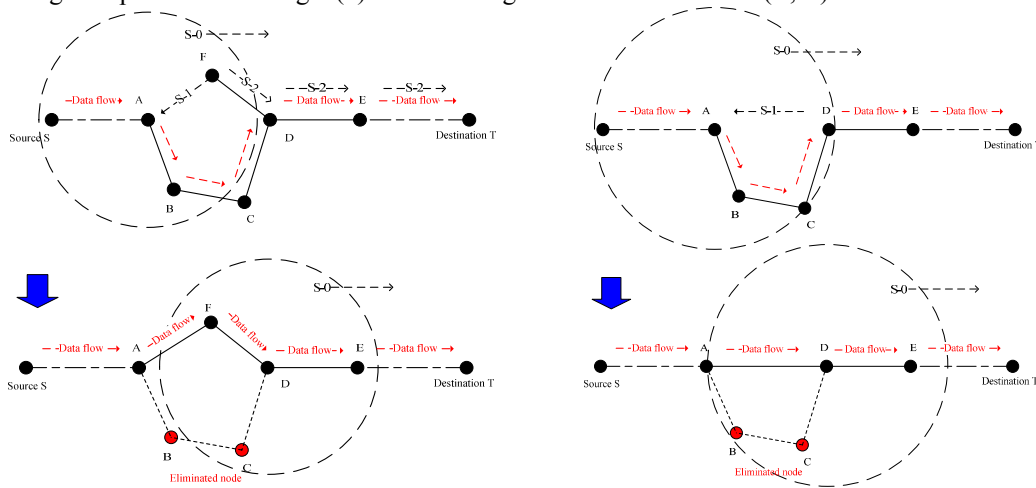 S-0
F
S-1
S-2
S-2
S-2
Data flow
A
Data flow
E
Data flow
Source S
D
Destination T
B
C
S-0
Data flow
A
S-1
D
Data flow
E
Data flow
Source S
Destination T
B
C
S-0
F
Data flow
A
Data flow
Data flow
Data flow
E
Data flow
Source S
D
Destination T
B
C
Eliminated node
S-0
Data flow
A
Data flow
D
Data flow
E
Data flow
Source S
Destination T
B
C
Eliminated node